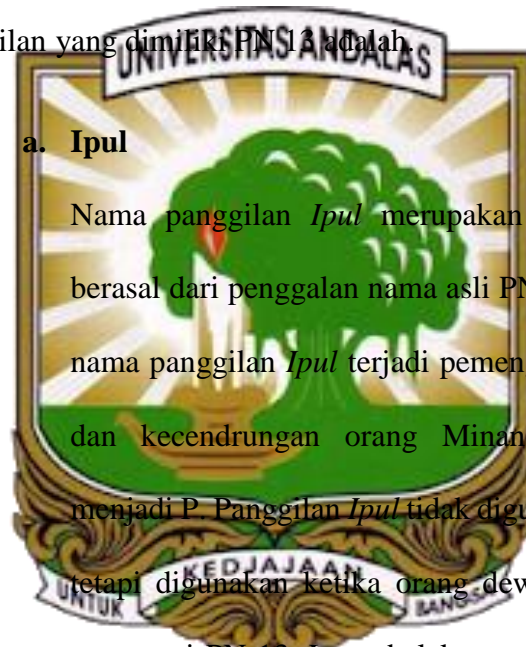 ilan yang dimiliki PN 13 adalah.
UNIVERSITAS ANDALAS
a. Ipul
Nama panggilan Ipul merupakan
berasal dari penggalan nama asli PN
nama panggilan Ipul terjadi pemen
dan kecendrungan orang Minan
menjadi P. Panggilan Ipul tidak digu
tetapi digunakan ketika orang dew
UNTUK KEDJAJAAN BANGSA
PN 13